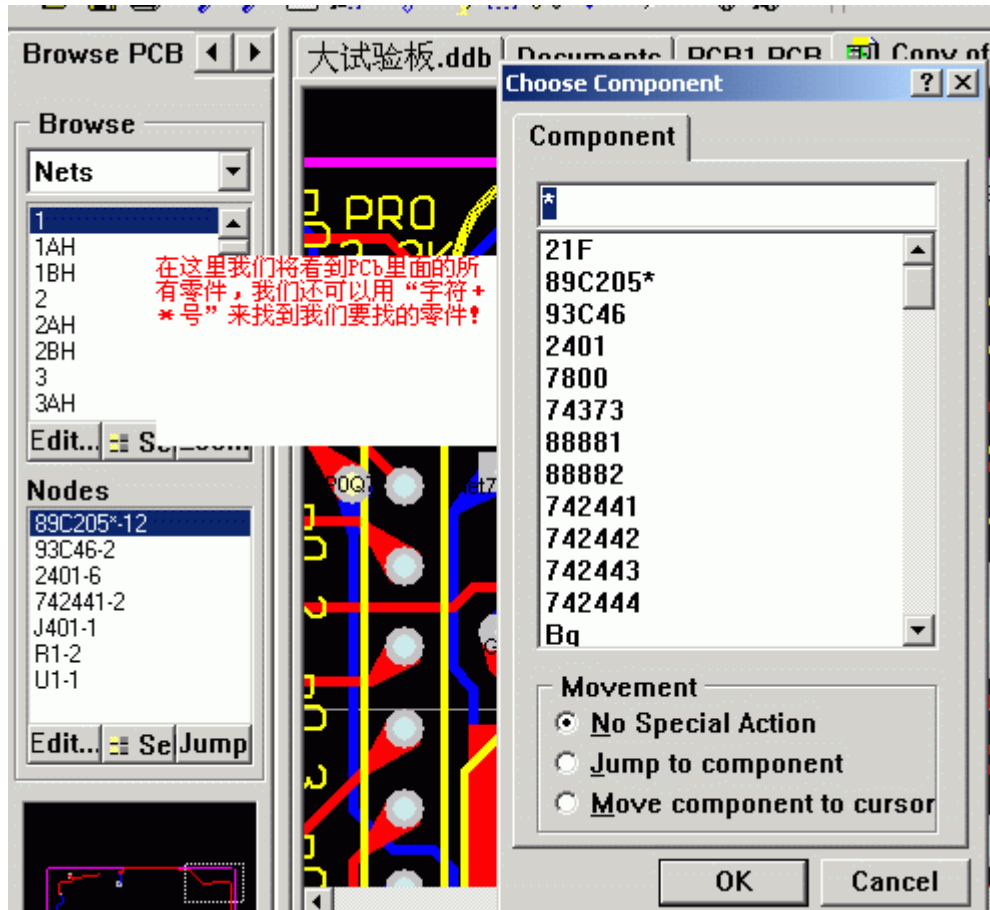 Browse PCB
大试验板.ddb
Documents
PCB1.PCB
Copy of
Browse
Nets
1
1AH
1BH
2
2AH
2BH
3
3AH
Edit...
Nodes
89C205*-12
93C46-2
2401-6
742441-2
J401-1
R1-2
U1-1
Edit... Se Jump
PRO
在这里我们将看到PCb里面的所
有零件，我们还可以用“字符+
*号”来找到我们要找的零件!
Choose Component
Component
*
21F
89C205*
93C46
2401
7800
74373
88881
88882
742441
742442
742443
742444
Bq
Movement
No Special Action
Jump to component
Move component to cursor
OK Cancel